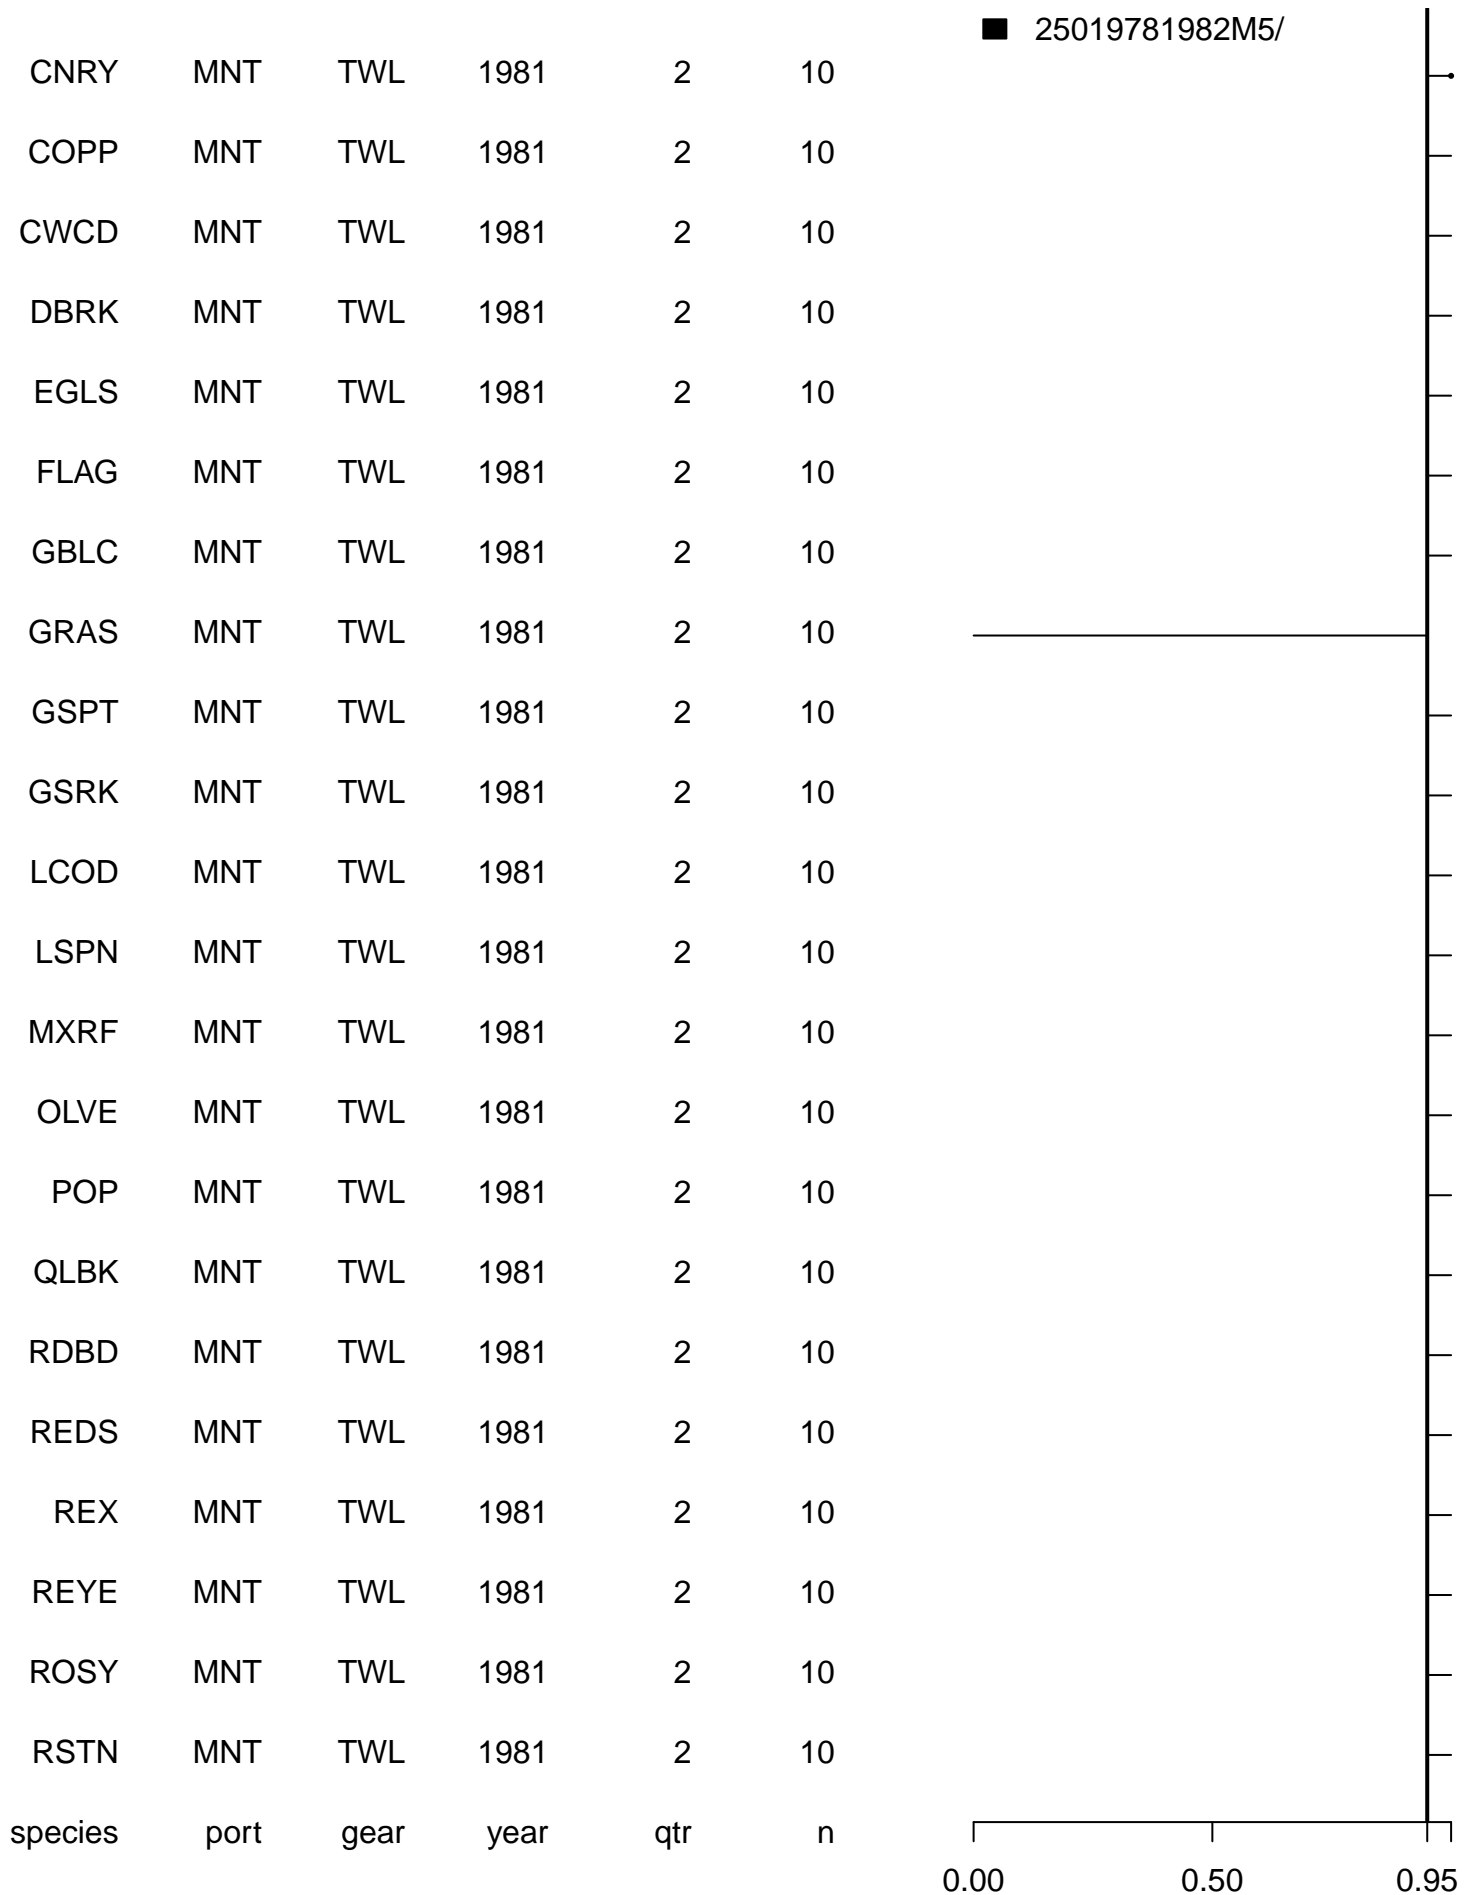 25019781982M5/
CNRY MNT TWL 1981 2 10
COPP MNT TWL 1981 2 10
CWCD MNT TWL 1981 2 10
DBRK MNT TWL 1981 2 10
EGLS MNT TWL 1981 2 10
FLAG MNT TWL 1981 2 10
GBLC MNT TWL 1981 2 10
GRAS MNT TWL 1981 2 10
GSPT MNT TWL 1981 2 10
GSRK MNT TWL 1981 2 10
LCOD MNT TWL 1981 2 10
LSPN MNT TWL 1981 2 10
MXRF MNT TWL 1981 2 10
OLVE MNT TWL 1981 2 10
POP MNT TWL 1981 2 10
QLBK MNT TWL 1981 2 10
RDBD MNT TWL 1981 2 10
REDS MNT TWL 1981 2 10
REX MNT TWL 1981 2 10
REYE MNT TWL 1981 2 10
ROSY MNT TWL 1981 2 10
RSTN MNT TWL 1981 2 10
species port gear year qtr n
0.00 0.50 0.95